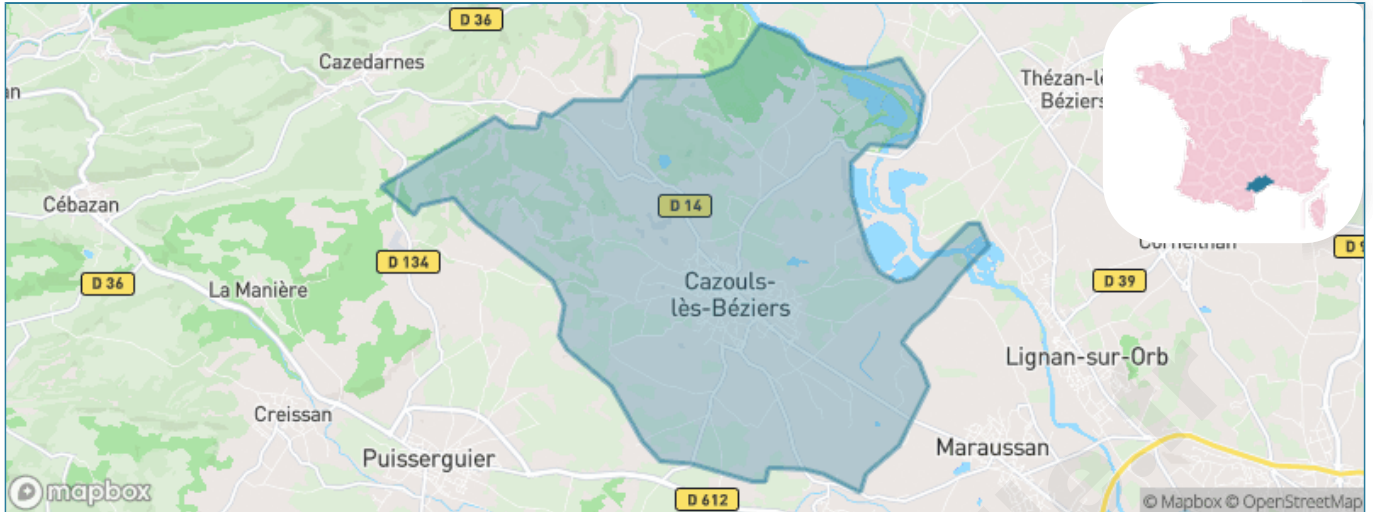 D 36
Cazedarnes
Thézan-lè
Béziers
an
Cébazan
D 14
D 134
D 36
La Manière
Cazouls-
lès-Béziers
D 39
D 9
Lignan-sur-Orb
Creissan
Maraussan
Puisserguier
D 612
mapbox
© Mapbox © OpenStreetMap